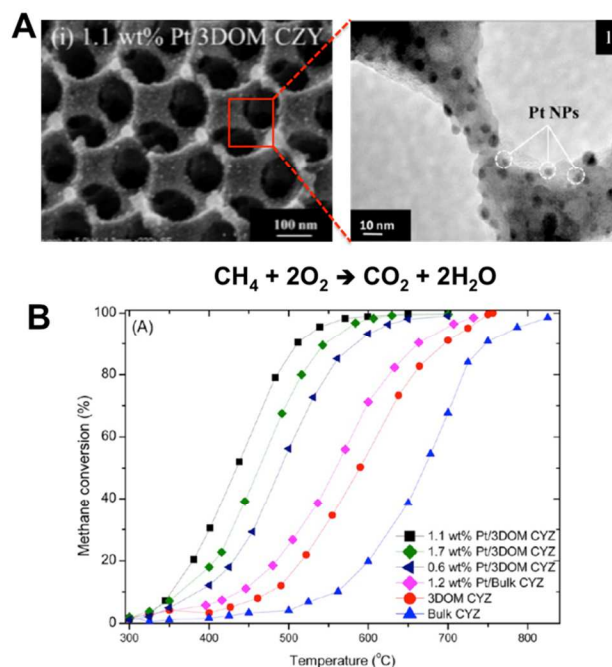 A
(i) 1.1 wt% Pt/3DOM CZY
100 nm
1
Pt NPs
10 nm
CH₄ + 2O₂ ➔ CO₂ + 2H₂O
B
(A)
Methane conversion (%)
100
80
60
40
20
0
1.1 wt% Pt/3DOM CYZ
1.7 wt% Pt/3DOM CYZ
0.6 wt% Pt/3DOM CYZ
1.2 wt% Pt/Bulk CYZ
3DOM CYZ
Bulk CYZ
300 400 500 600 700 800
Temperature (°C)